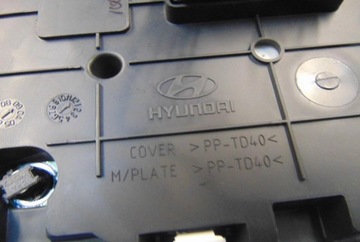 HYUNDAI
COVER >PP-TD40<
M/PLATE >PP-TD40<